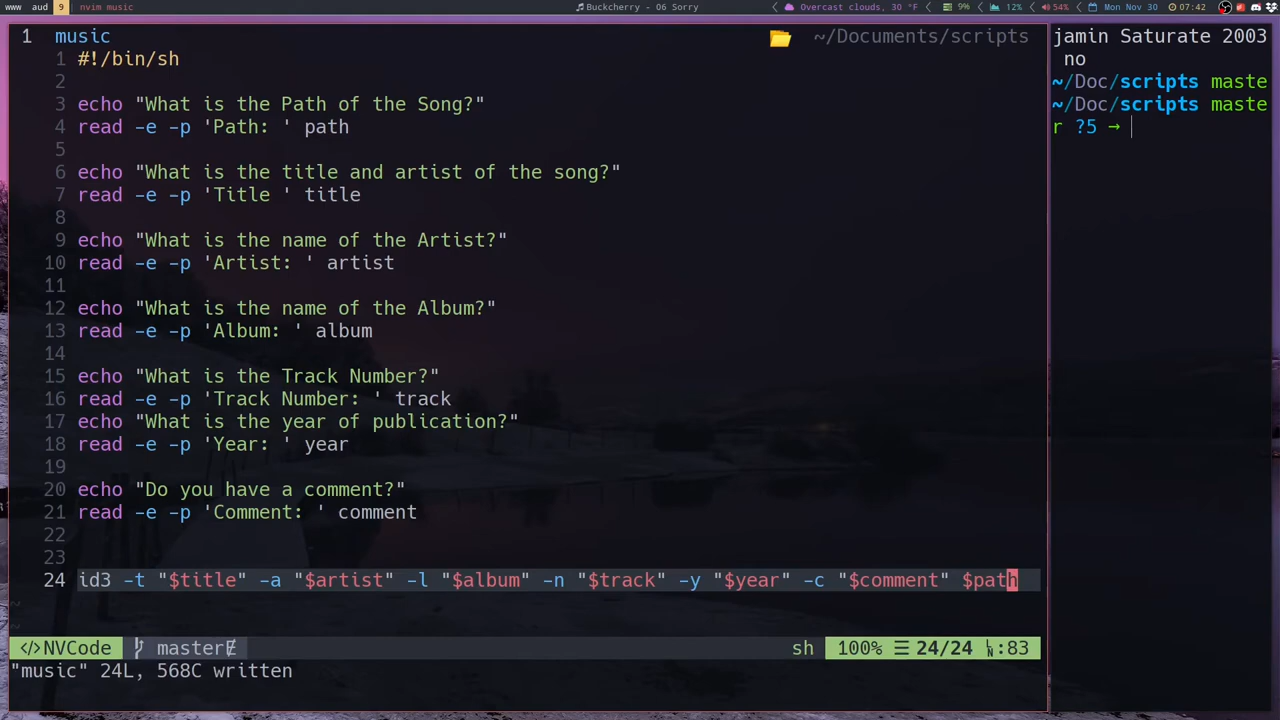 www aud 9 nvim music Buckcherry - 06 Sorry Overcast clouds, 30 °F 9% 12% 54% Mon Nov 30 07:42
1 music ~/Documents/scripts
1 #!/bin/sh
2
3 echo "What is the Path of the Song?"
4 read -e -p 'Path: ' path
5
6 echo "What is the title and artist of the song?"
7 read -e -p 'Title ' title
8
9 echo "What is the name of the Artist?"
10 read -e -p 'Artist: ' artist
11
12 echo "What is the name of the Album?"
13 read -e -p 'Album: ' album
14
15 echo "What is the Track Number?"
16 read -e -p 'Track Number: ' track
17 echo "What is the year of publication?"
18 read -e -p 'Year: ' year
19
20 echo "Do you have a comment?"
21 read -e -p 'Comment: ' comment
22
23
24 id3 -t "$title" -a "$artist" -l "$album" -n "$track" -y "$year" -c "$comment" $path
~
~
</>NVCode master sh 100% ☰ 24/24 LN:83
"music" 24L, 568C written
jamin Saturate 2003
no
~/Doc/scripts maste
~/Doc/scripts maste
r ?5 →